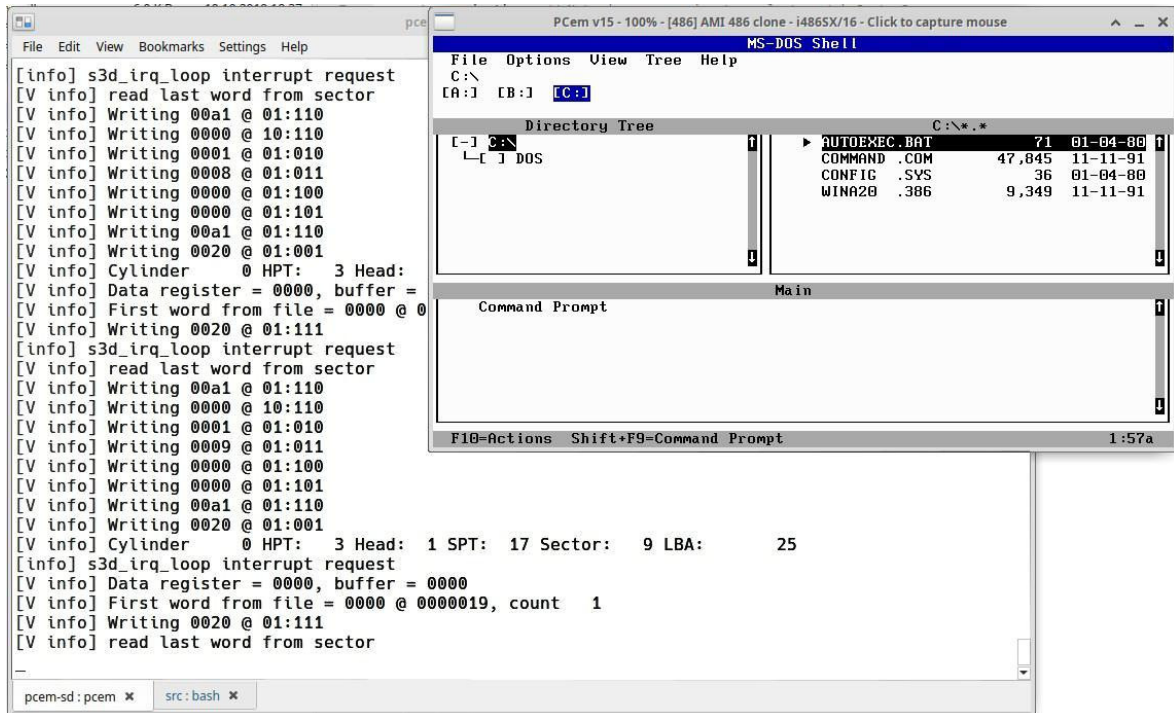 pce
File Edit View Bookmarks Settings Help
[info] s3d_irq_loop interrupt request
[V info] read last word from sector
[V info] Writing 00a1 @ 01:110
[V info] Writing 0000 @ 10:110
[V info] Writing 0001 @ 01:010
[V info] Writing 0008 @ 01:011
[V info] Writing 0000 @ 01:100
[V info] Writing 0000 @ 01:101
[V info] Writing 00a1 @ 01:110
[V info] Writing 0020 @ 01:001
[V info] Cylinder 0 HPT: 3 Head:
[V info] Data register = 0000, buffer =
[V info] First word from file = 0000 @ 0
[V info] Writing 0020 @ 01:111
[info] s3d_irq_loop interrupt request
[V info] read last word from sector
[V info] Writing 00a1 @ 01:110
[V info] Writing 0000 @ 10:110
[V info] Writing 0001 @ 01:010
[V info] Writing 0009 @ 01:011
[V info] Writing 0000 @ 01:100
[V info] Writing 0000 @ 01:101
[V info] Writing 00a1 @ 01:110
[V info] Writing 0020 @ 01:001
[V info] Cylinder 0 HPT: 3 Head: 1 SPT: 17 Sector: 9 LBA: 25
[info] s3d_irq_loop interrupt request
[V info] Data register = 0000, buffer = 0000
[V info] First word from file = 0000 @ 0000019, count 1
[V info] Writing 0020 @ 01:111
[V info] read last word from sector
pcem-sd : pcem src : bash
PCem v15 - 100% - [486] AMI 486 clone - i486SX/16 - Click to capture mouse
MS-DOS Shell
File Options View Tree Help
C:\
[A:] [B:] [C:]
Directory Tree C:\*.*
[-] C:\
[ ] DOS
AUTOEXEC.BAT 71 01-04-80
COMMAND .COM 47,845 11-11-91
CONFIG .SYS 36 01-04-80
WINA20 .386 9,349 11-11-91
Main
Command Prompt
F10=Actions Shift+F9=Command Prompt 1:57a